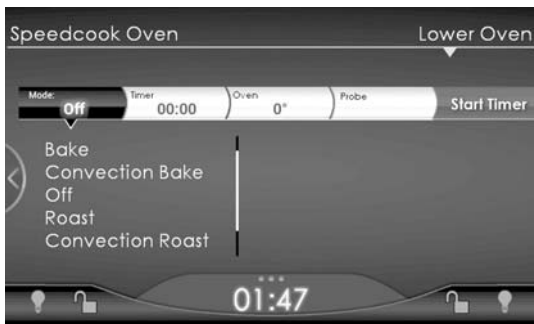 Speedcook Oven Lower Oven
Mode: Off Timer 00:00 Oven 0° Probe Start Timer
Bake
Convection Bake
Off
Roast
Convection Roast
01:47